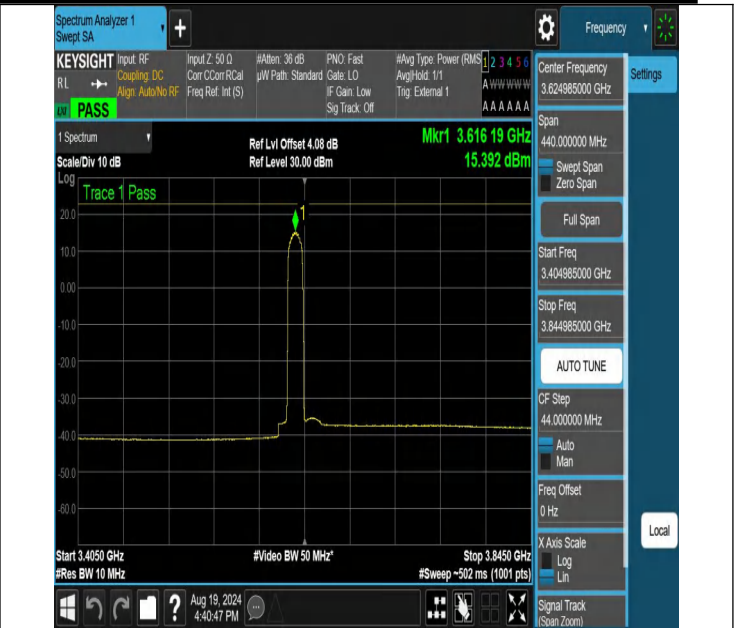 Spectrum Analyzer 1
Swept SA
+
Frequency
KEYSIGHT
Input: RF
Coupling: DC
Align: Auto/No RF
Input Z: 50 Ω
Corr CCorr RCal
Freq Ref: Int (S)
#Atten: 36 dB
µW Path: Standard
PNO: Fast
Gate: LO
IF Gain: Low
Sig Track: Off
#Avg Type: Power (RMS
Avg|Hold: 1/1
Trig: External 1
1 2 3 4 5 6
A W W W W W
A A A A A A
R L
PASS
Center Frequency
3.624985000 GHz
Settings
Span
440.000000 MHz
Swept Span
Zero Span
Full Span
Start Freq
3.404985000 GHz
Stop Freq
3.844985000 GHz
AUTO TUNE
CF Step
44.000000 MHz
Auto
Man
Freq Offset
0 Hz
X Axis Scale
Log
Lin
Signal Track
(Span Zoom)
Local
1 Spectrum
Scale/Div 10 dB
Ref Lvl Offset 4.08 dB
Ref Level 30.00 dBm
Mkr1 3.616 19 GHz
15.392 dBm
Log
Trace 1 Pass
1
20.0
10.0
0.00
-10.0
-20.0
-30.0
-40.0
-50.0
-60.0
Start 3.4050 GHz
#Res BW 10 MHz
#Video BW 50 MHz*
Stop 3.8450 GHz
#Sweep ~502 ms (1001 pts)
?
Aug 19, 2024
4:40:47 PM